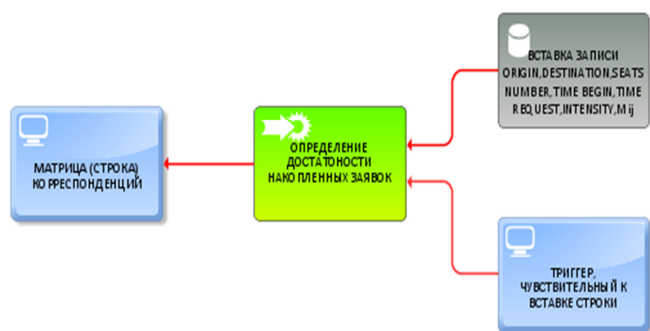 ВСТАВКА ЗАПИСИ
ORIGIN,DESTINATION,SEATS
NUMBER,TIME BEGIN,TIME
REQUEST,INTENSITY,Mij
ОПРЕДЕЛЕНИЕ
ДОСТАТОНОСТИ
НАКОПЛЕННЫХ ЗАЯВОК
МАТРИЦА (СТРОКА)
КОРРЕСПОНДЕНЦИЙ
ТРИГГЕР,
ЧУВСТВИТЕЛЬНЫЙ К
ВСТАВКЕ СТРОКИ